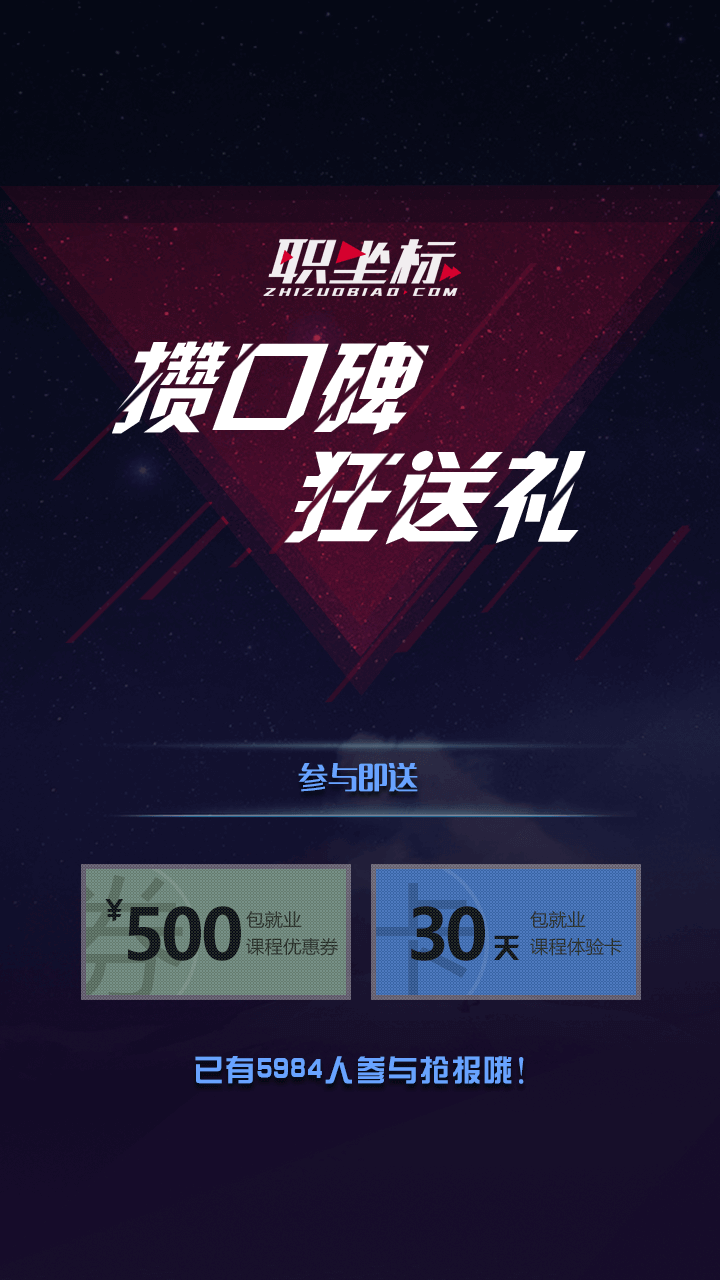 职坐标
ZHIZUOBIAO·COM
攒口碑
狂送礼
参与即送
券
¥500
包就业
课程优惠券
卡
30天
包就业
课程体验卡
已有5984人参与抢报哦!